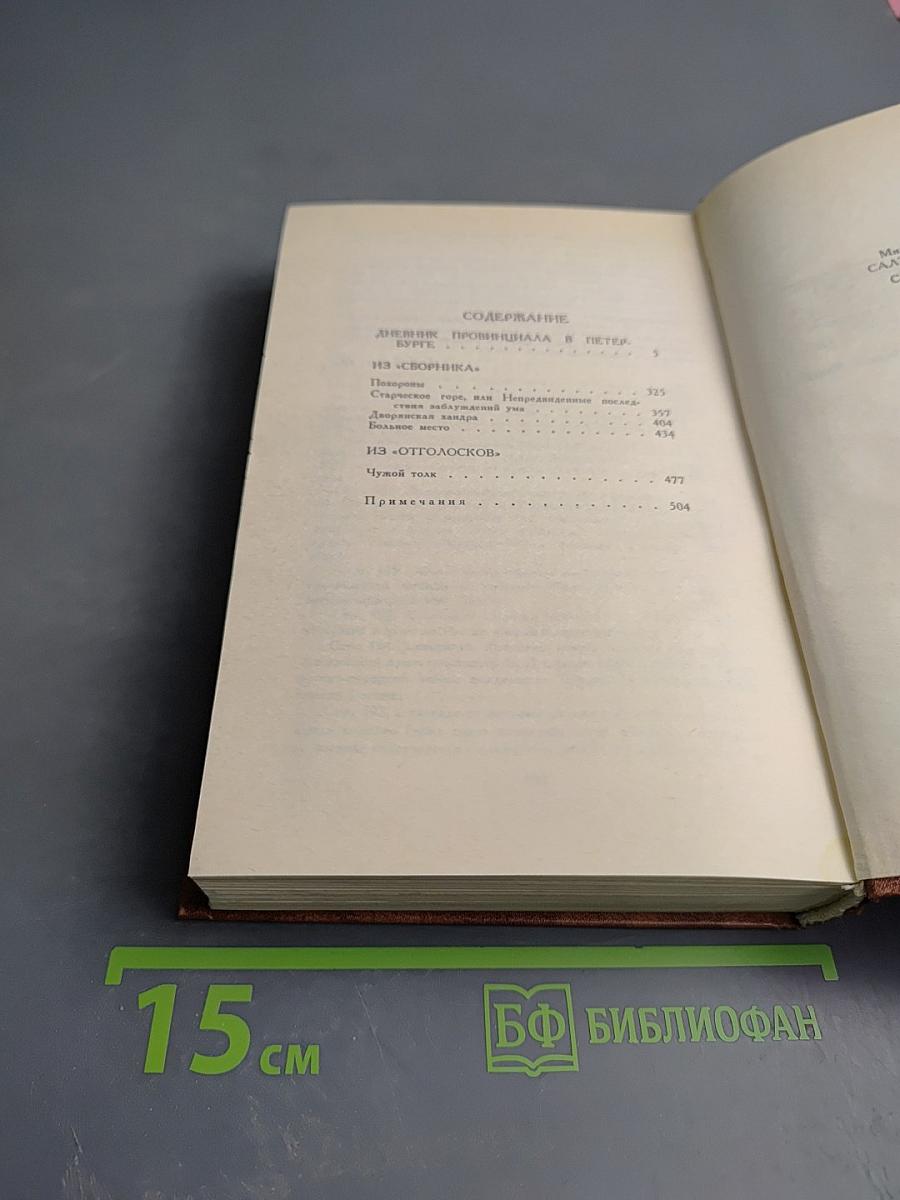 СОДЕРЖАНИЕ
ДНЕВНИК ПРОВИНЦИАЛА В ПЕТЕР-
БУРГЕ . . . . . . . . . . . . . . 5
ИЗ «СБОРНИКА»
Похороны . . . . . . . . . . . . . 325
Старческое горе, или Непредвиденные послед-
ствия заблуждений ума . . . . . . . 357
Дворянская хандра . . . . . . . . . . 404
Больное место . . . . . . . . . . . . 434
ИЗ «ОТГОЛОСКОВ»
Чужой толк . . . . . . . . . . . . . 477
Примечания . . . . . . . . . . . . 504
15 см
БФ БИБЛИОФАН